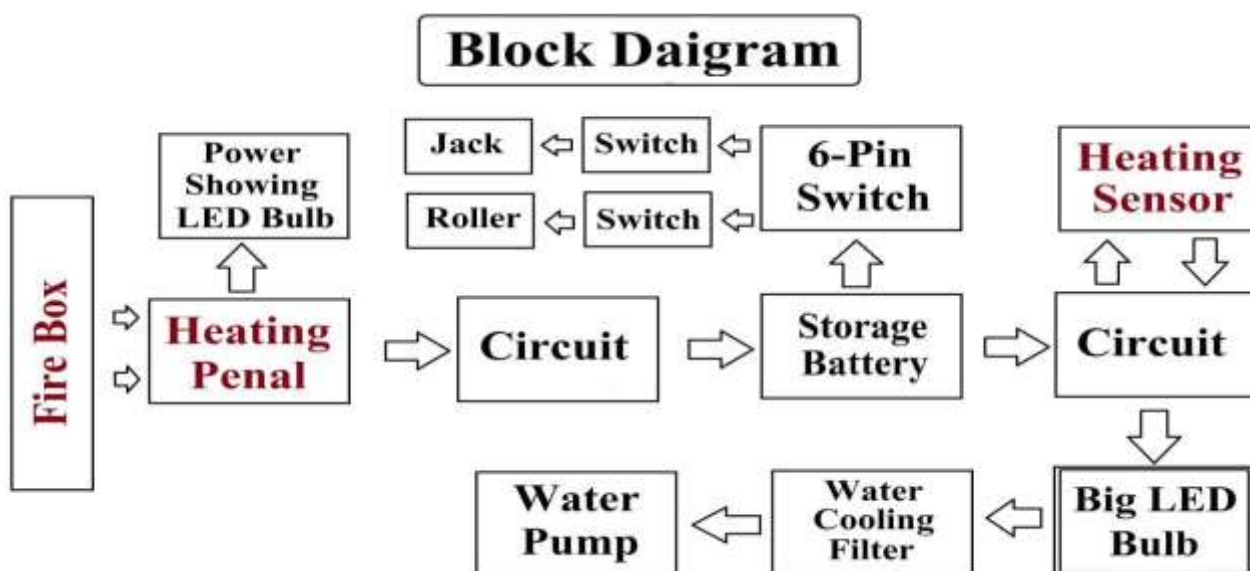 Block Daigram
Jack
Switch
6-Pin
Switch
Heating
Sensor
Power
Showing
LED Bulb
Roller
Switch
Fire Box
Heating
Penal
Circuit
Storage
Battery
Circuit
Water
Pump
Water
Cooling
Filter
Big LED
Bulb